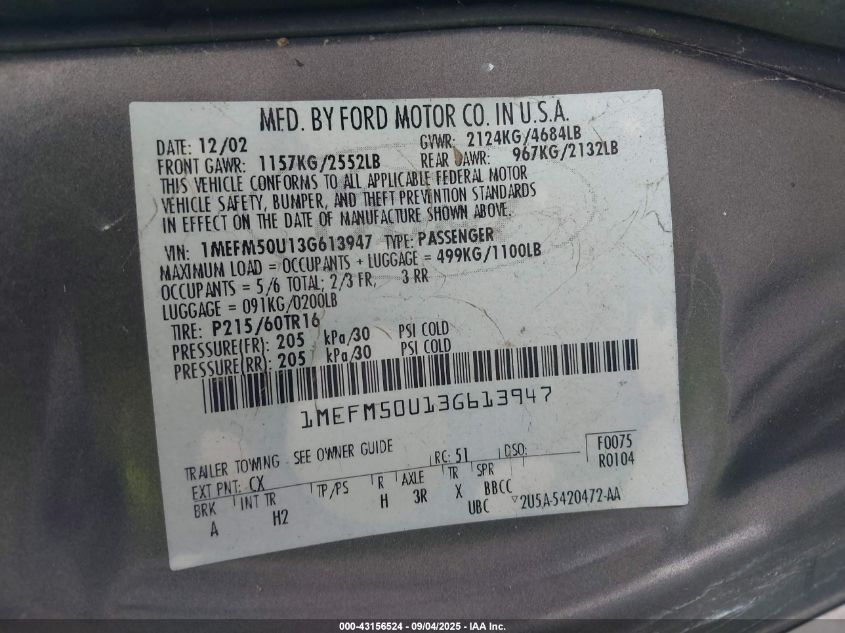 MFD. BY FORD MOTOR CO. IN U.S.A.
DATE: 12/02 GVWR: 2124KG/4684LB
FRONT GAWR: 1157KG/2552LB REAR GAWR: 967KG/2132LB
THIS VEHICLE CONFORMS TO ALL APPLICABLE FEDERAL MOTOR
VEHICLE SAFETY, BUMPER, AND THEFT PREVENTION STANDARDS
IN EFFECT ON THE DATE OF MANUFACTURE SHOWN ABOVE.
VIN: 1MEFM50U13G613947 TYPE: PASSENGER
MAXIMUM LOAD = OCCUPANTS + LUGGAGE = 499KG/1100LB
OCCUPANTS = 5/6 TOTAL; 2/3 FR, 3 RR
LUGGAGE = 091KG/0200LB
TIRE: P215/60TR16
PRESSURE(FR): 205 kPa/30 PSI COLD
PRESSURE(RR): 205 kPa/30 PSI COLD
1MEFM50U13G613947
TRAILER TOWING - SEE OWNER GUIDE
F0075
EXT PNT: CX RC: 51 DSO: R0104
BRK INT TR TP/PS R AXLE TR SPR
A H2 H 3R X BBCC
UBC 2U5A-5420472-AA
000-43156524 - 09/04/2025 - IAA Inc.